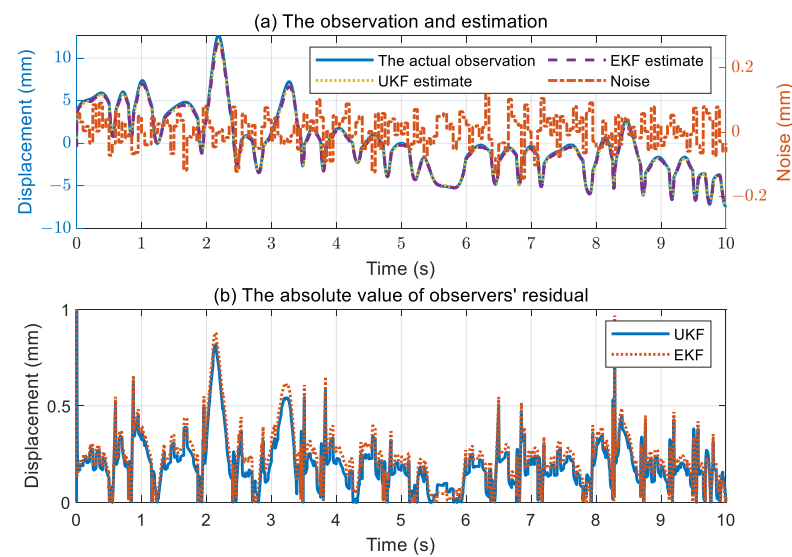 (a) The observation and estimation
Displacement (mm)
10
5
0
−5
−10
The actual observation
EKF estimate
UKF estimate
Noise
0.2
0
−0.2
Noise (mm)
0 1 2 3 4 5 6 7 8 9 10
Time (s)
(b) The absolute value of observers' residual
Displacement (mm)
1
0.5
0
UKF
EKF
0 1 2 3 4 5 6 7 8 9 10
Time (s)